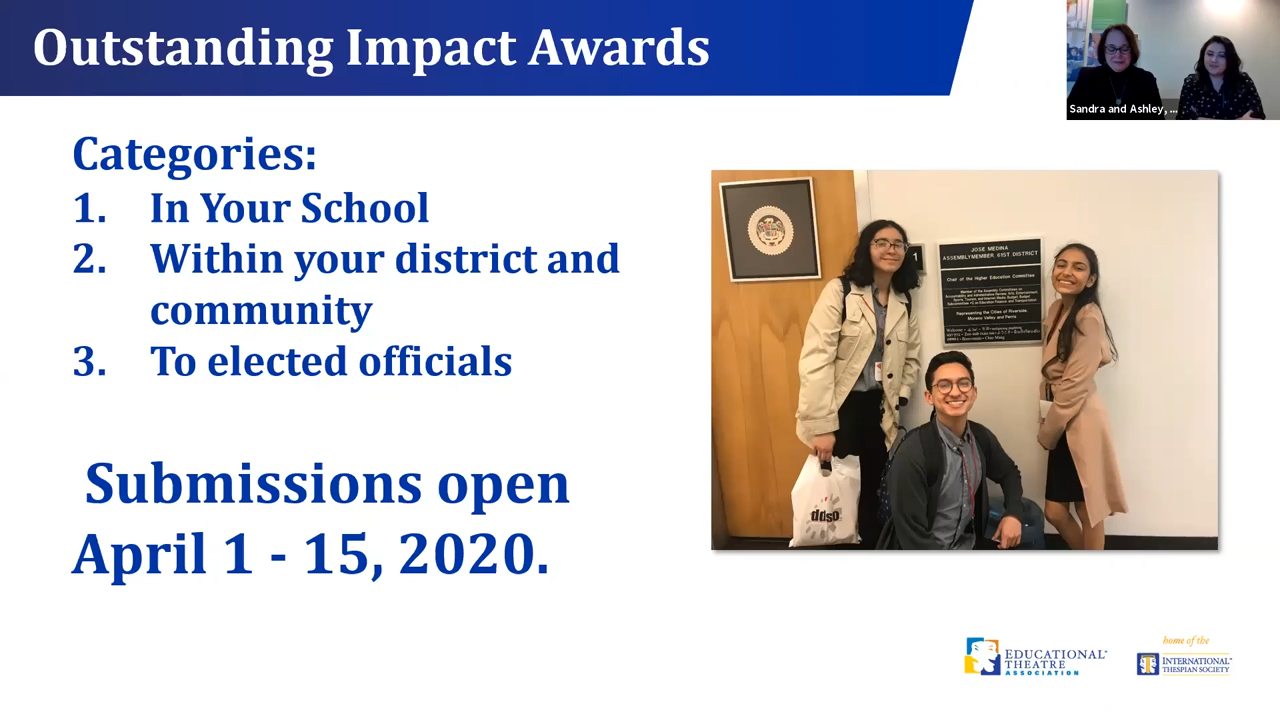 Outstanding Impact Awards
Sandra and Ashley, ...
Categories:
1. In Your School
2. Within your district and
community
3. To elected officials
Submissions open
April 1 - 15, 2020.
1
JOSE MEDINA
ASSEMBLYMEMBER, 61ST DISTRICT
Chair of the Higher Education Committee
Representing the Cities of Riverside,
Moreno Valley and Perris
EDUCATIONAL
THEATRE
ASSOCIATION
home of the
INTERNATIONAL
THESPIAN SOCIETY